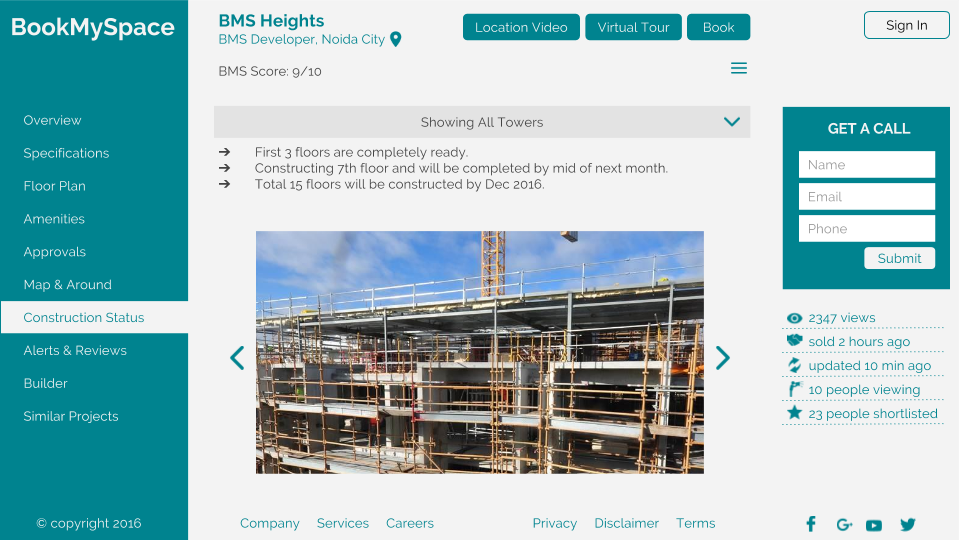 BookMySpace
BMS Heights
BMS Developer, Noida City
BMS Score: 9/10
Location Video
Virtual Tour
Book
Sign In
Overview
Specifications
Floor Plan
Amenities
Approvals
Map & Around
Construction Status
Alerts & Reviews
Builder
Similar Projects
© copyright 2016
Showing All Towers
➔ First 3 floors are completely ready.
➔ Constructing 7th floor and will be completed by mid of next month.
➔ Total 15 floors will be constructed by Dec 2016.
GET A CALL
Name
Email
Phone
Submit
2347 views
sold 2 hours ago
updated 10 min ago
10 people viewing
23 people shortlisted
Company Services Careers
Privacy Disclaimer Terms